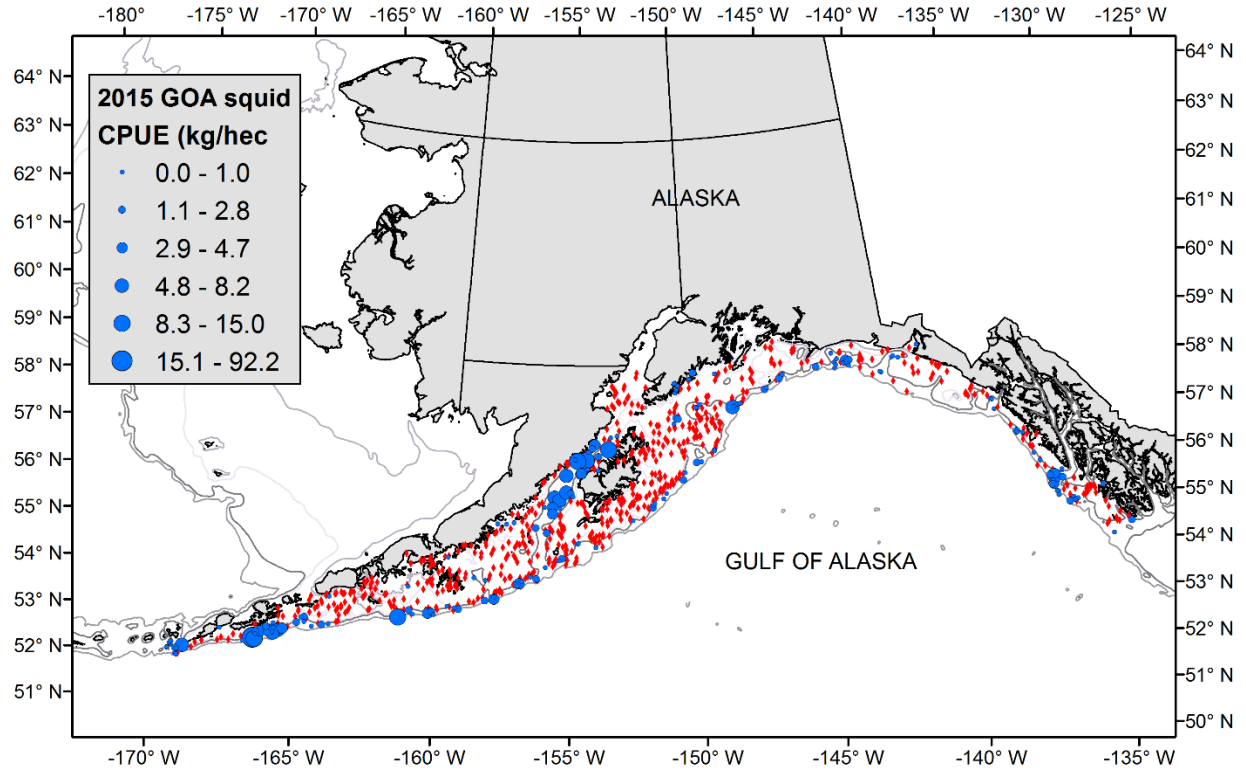 -180° -175° -170° -165° -160° -155° -150° -145° -140° -135° -130° -125°
64° N 64° N
63° N 63° N
62° N 62° N
61° N 61° N
60° N 60° N
59° N 59° N
58° N 58° N
57° N 57° N
56° N 56° N
55° N 55° N
54° N 54° N
53° N 53° N
52° N 52° N
51° N 51° N
50° N
2015 GOA squid
CPUE (kg/hec
0.0 - 1.0
1.1 - 2.8
2.9 - 4.7
4.8 - 8.2
8.3 - 15.0
15.1 - 92.2
ALASKA
GULF OF ALASKA
-170° -165° -160° -155° -150° -145° -140° -135°